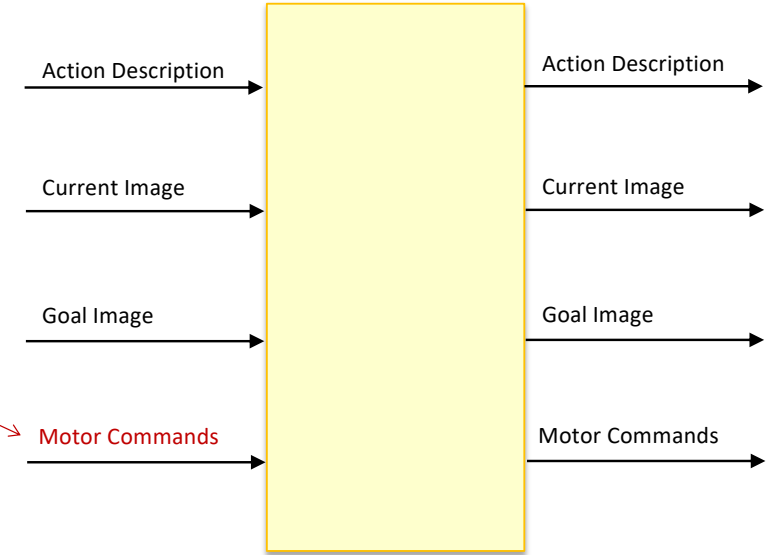 Action Description
Action Description
Current Image
Current Image
Goal Image
Goal Image
Motor Commands
Motor Commands